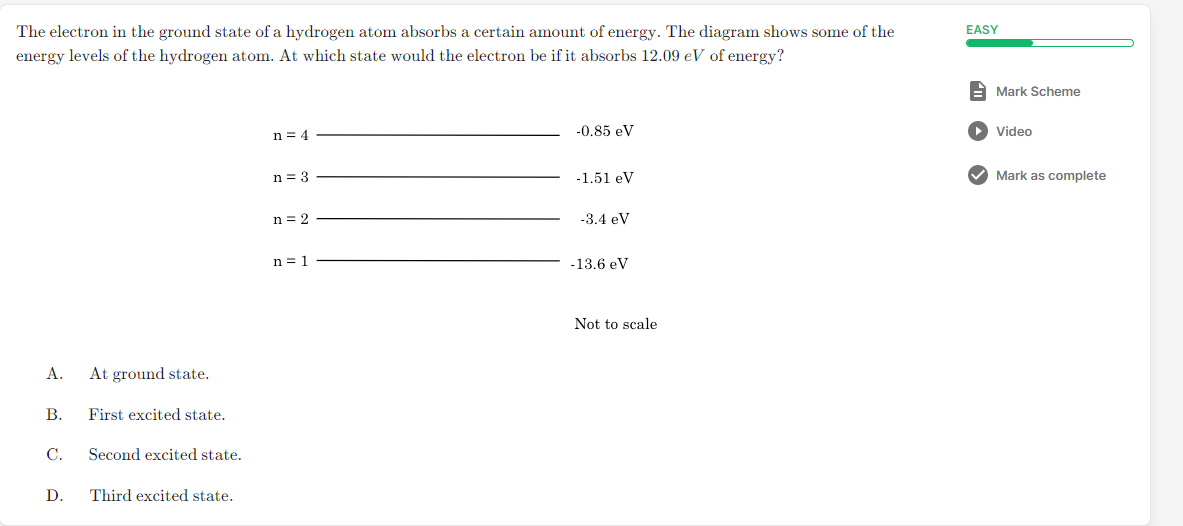 The electron in the ground state of a hydrogen atom absorbs a certain amount of energy. The diagram shows some of the
energy levels of the hydrogen atom. At which state would the electron be if it absorbs 12.09 eV of energy?
EASY
Mark Scheme
Video
Mark as complete
n = 4 -0.85 eV
n = 3 -1.51 eV
n = 2 -3.4 eV
n = 1 -13.6 eV
Not to scale
A. At ground state.
B. First excited state.
C. Second excited state.
D. Third excited state.